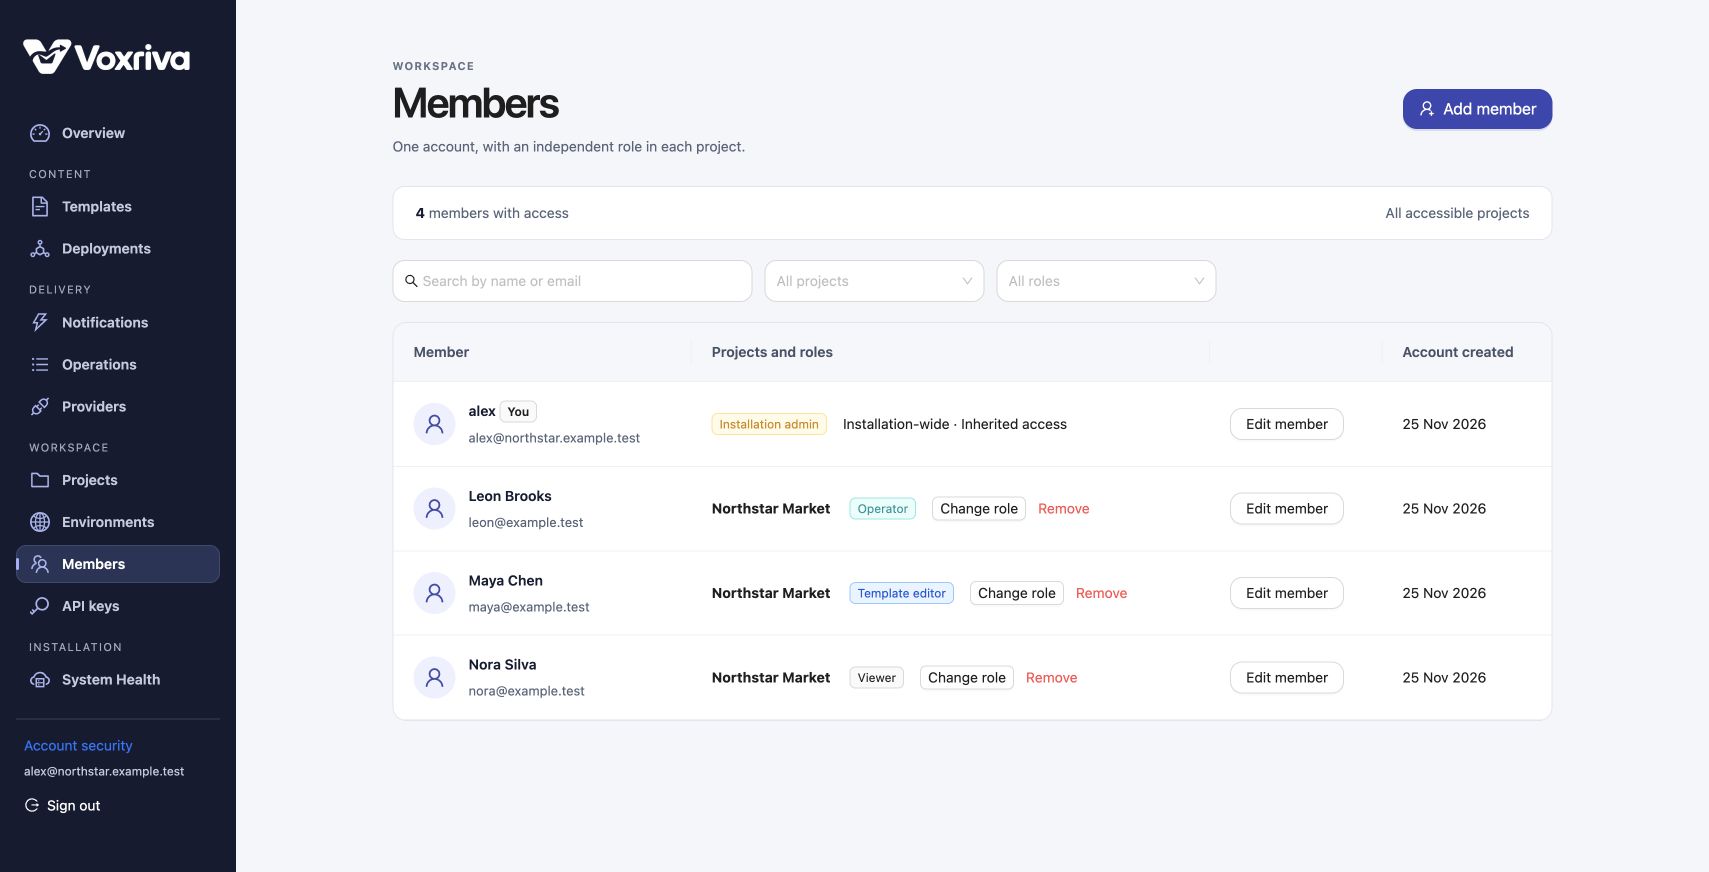 Voxriva
Overview
CONTENT
Templates
Deployments
DELIVERY
Notifications
Operations
Providers
WORKSPACE
Projects
Environments
Members
API keys
INSTALLATION
System Health
Account security
alex@northstar.example.test
Sign out
WORKSPACE
Members
One account, with an independent role in each project.
Add member
4 members with access
All accessible projects
Search by name or email
All projects
All roles
Member Projects and roles Account created
alex You
alex@northstar.example.test
Installation admin Installation-wide · Inherited access Edit member 25 Nov 2026
Leon Brooks
leon@example.test
Northstar Market Operator Change role Remove Edit member 25 Nov 2026
Maya Chen
maya@example.test
Northstar Market Template editor Change role Remove Edit member 25 Nov 2026
Nora Silva
nora@example.test
Northstar Market Viewer Change role Remove Edit member 25 Nov 2026